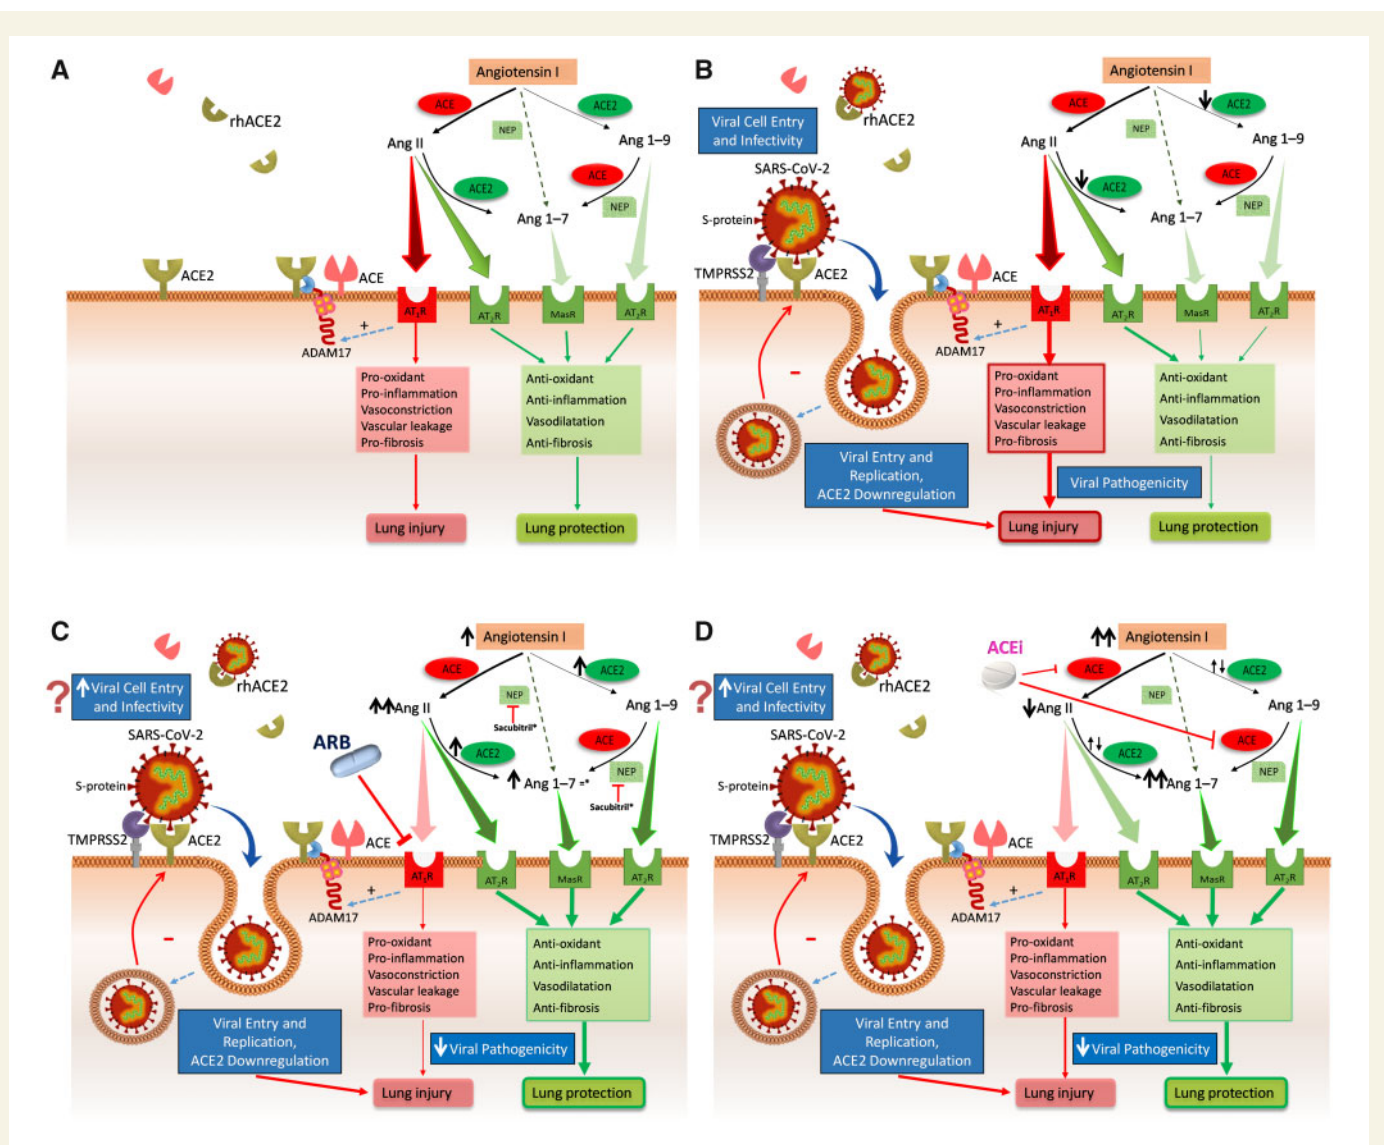 A
Angiotensin I
ACE
ACE2
rhACE2
NEP
Ang II
Ang 1–9
ACE2
ACE
NEP
Ang 1–7
ACE2
ACE
AT1R
AT2R
MasR
AT2R
+
ADAM17
Pro-oxidant
Pro-inflammation
Vasoconstriction
Vascular leakage
Pro-fibrosis
Anti-oxidant
Anti-inflammation
Vasodilatation
Anti-fibrosis
Lung injury
Lung protection
B
Angiotensin I
Viral Cell Entry
and Infectivity
ACE
ACE2
rhACE2
NEP
Ang II
Ang 1–9
SARS-CoV-2
ACE2
ACE
NEP
S-protein
Ang 1–7
TMPRSS2
ACE2
ACE
AT1R
AT2R
MasR
AT2R
+
ADAM17
–
Pro-oxidant
Pro-inflammation
Vasoconstriction
Vascular leakage
Pro-fibrosis
Anti-oxidant
Anti-inflammation
Vasodilatation
Anti-fibrosis
Viral Entry and
Replication,
ACE2 Downregulation
Viral Pathogenicity
Lung injury
Lung protection
C
Angiotensin I
ACE
ACE2
rhACE2
?
Viral Cell Entry
and Infectivity
NEP
Ang II
Sacubitril*
Ang 1–9
SARS-CoV-2
ARB
ACE2
ACE
NEP
S-protein
Ang 1–7 =*
Sacubitril*
TMPRSS2
ACE2
ACE
AT1R
AT2R
MasR
AT2R
+
ADAM17
–
Pro-oxidant
Pro-inflammation
Vasoconstriction
Vascular leakage
Pro-fibrosis
Anti-oxidant
Anti-inflammation
Vasodilatation
Anti-fibrosis
Viral Entry and
Replication,
ACE2 Downregulation
Viral Pathogenicity
Lung injury
Lung protection
D
Angiotensin I
ACEi
ACE
ACE2
rhACE2
?
Viral Cell Entry
and Infectivity
NEP
Ang II
Ang 1–9
SARS-CoV-2
ACE2
ACE
NEP
S-protein
Ang 1–7
TMPRSS2
ACE2
ACE
AT1R
AT2R
MasR
AT2R
+
ADAM17
–
Pro-oxidant
Pro-inflammation
Vasoconstriction
Vascular leakage
Pro-fibrosis
Anti-oxidant
Anti-inflammation
Vasodilatation
Anti-fibrosis
Viral Entry and
Replication,
ACE2 Downregulation
Viral Pathogenicity
Lung injury
Lung protection